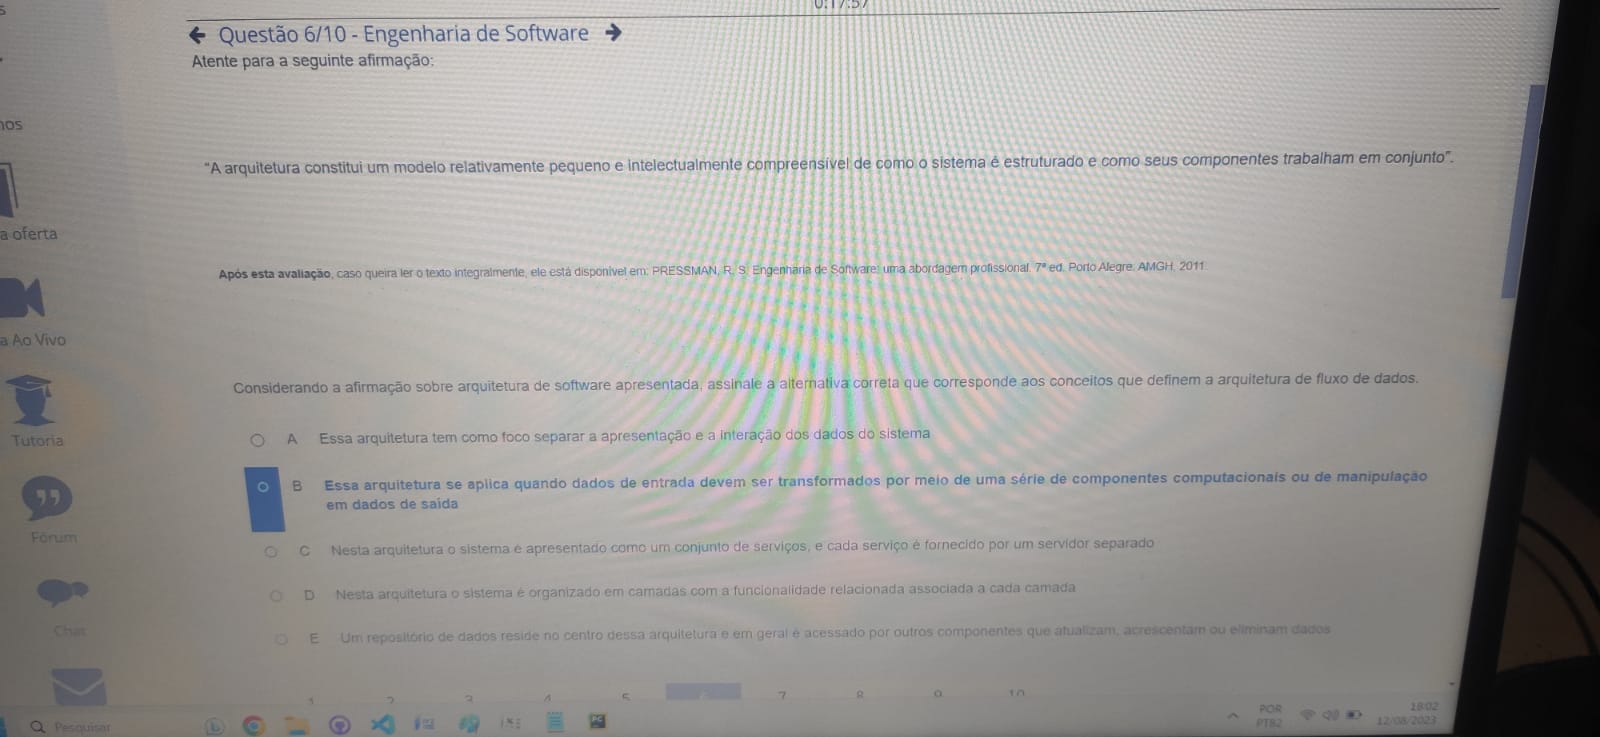 0:17:57
← Questão 6/10 - Engenharia de Software →
Atente para a seguinte afirmação:
"A arquitetura constitui um modelo relativamente pequeno e intelectualmente compreensível de como o sistema é estruturado e como seus componentes trabalham em conjunto".
Após esta avaliação, caso queira ler o texto integralmente, ele está disponível em: PRESSMAN, R. S. Engenharia de Software: uma abordagem profissional. 7ª ed. Porto Alegre: AMGH, 2011.
Considerando a afirmação sobre arquitetura de software apresentada, assinale a alternativa correta que corresponde aos conceitos que definem a arquitetura de fluxo de dados.
A Essa arquitetura tem como foco separar a apresentação e a interação dos dados do sistema
B Essa arquitetura se aplica quando dados de entrada devem ser transformados por meio de uma série de componentes computacionais ou de manipulação
em dados de saída
C Nesta arquitetura o sistema é apresentado como um conjunto de serviços, e cada serviço é fornecido por um servidor separado
D Nesta arquitetura o sistema é organizado em camadas com a funcionalidade relacionada associada a cada camada
E Um repositório de dados reside no centro dessa arquitetura e em geral é acessado por outros componentes que atualizam, acrescentam ou eliminam dados
a oferta
a Ao Vivo
Tutoria
Fórum
Chat
1 2 3 4 5 6 7 8 9 10
Pesquisar
PC
POR
PTB2
18:02
12/08/2023